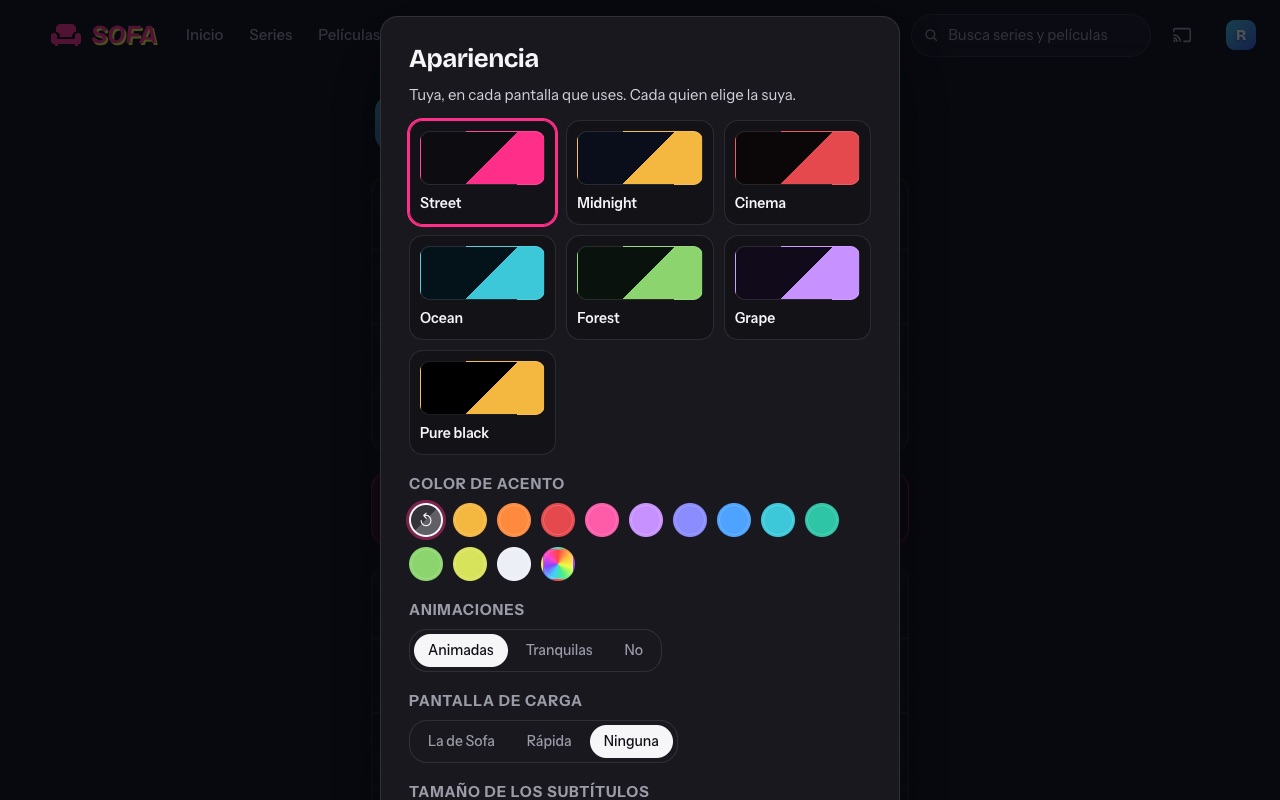 SOFA Inicio Series Películas Busca series y películas R
Apariencia
Tuya, en cada pantalla que uses. Cada quien elige la suya.
Street Midnight Cinema
Ocean Forest Grape
Pure black
COLOR DE ACENTO
ANIMACIONES
Animadas Tranquilas No
PANTALLA DE CARGA
La de Sofa Rápida Ninguna
TAMAÑO DE LOS SUBTÍTULOS